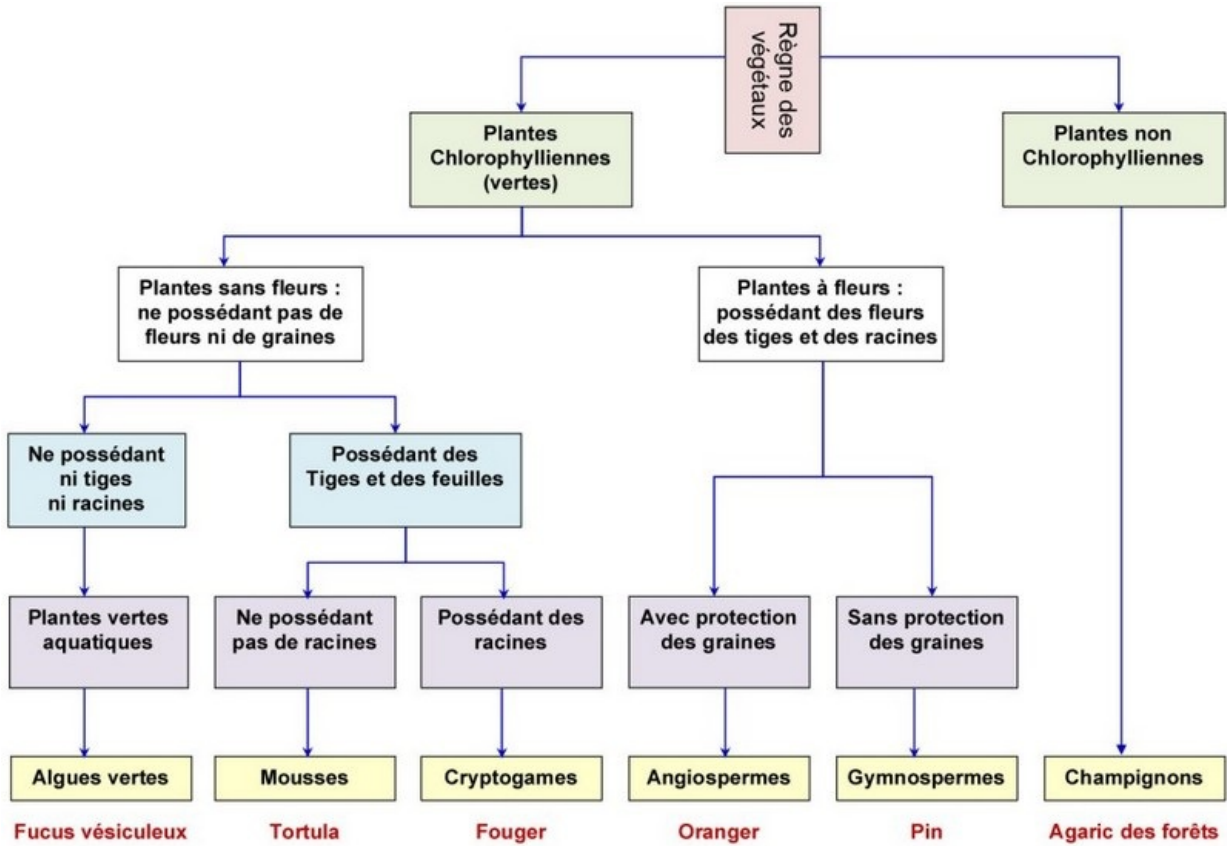 Règne des
végétaux
Plantes
Chlorophylliennes
(vertes)
Plantes non
Chlorophylliennes
Plantes sans fleurs :
ne possédant pas de
fleurs ni de graines
Plantes à fleurs :
possédant des fleurs
des tiges et des racines
Ne possédant
ni tiges
ni racines
Possédant des
Tiges et des feuilles
Plantes vertes
aquatiques
Ne possédant
pas de racines
Possédant des
racines
Avec protection
des graines
Sans protection
des graines
Algues vertes
Mousses
Cryptogames
Angiospermes
Gymnospermes
Champignons
Fucus vésiculeux
Tortula
Fouger
Oranger
Pin
Agaric des forêts